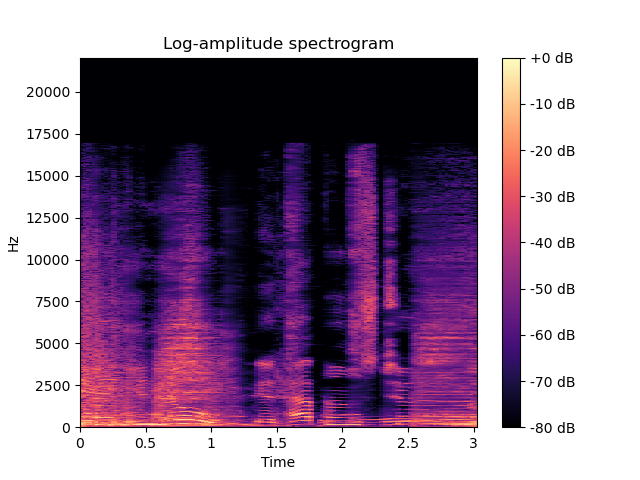 Log-amplitude spectrogram
Hz
20000
17500
15000
12500
10000
7500
5000
2500
0
0 0.5 1 1.5 2 2.5 3
Time
+0 dB
-10 dB
-20 dB
-30 dB
-40 dB
-50 dB
-60 dB
-70 dB
-80 dB